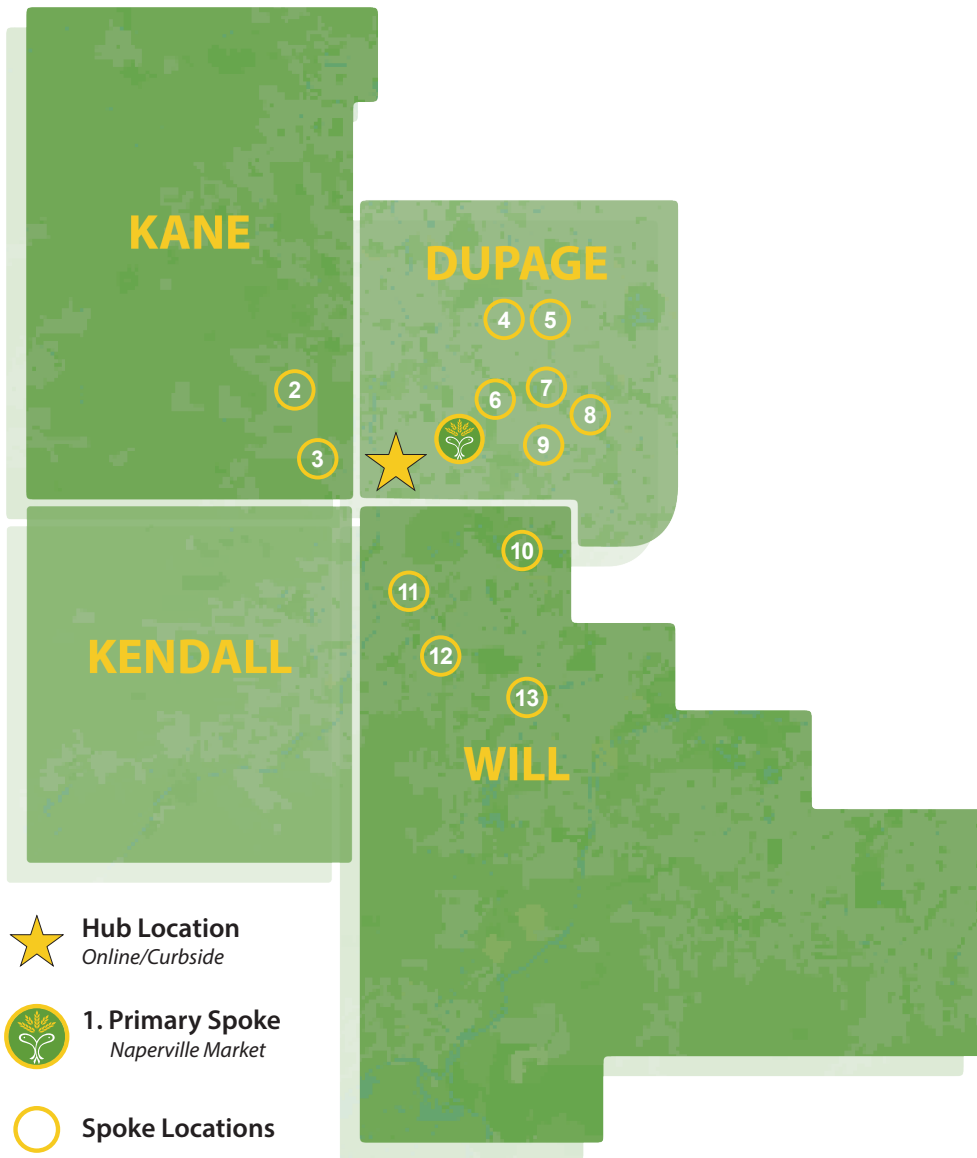 KANE
DUPAGE
4 5
2
7
6
8
9
3
10
11
KENDALL
12
13
WILL
Hub Location
Online/Curbside
1. Primary Spoke
Naperville Market
Spoke Locations